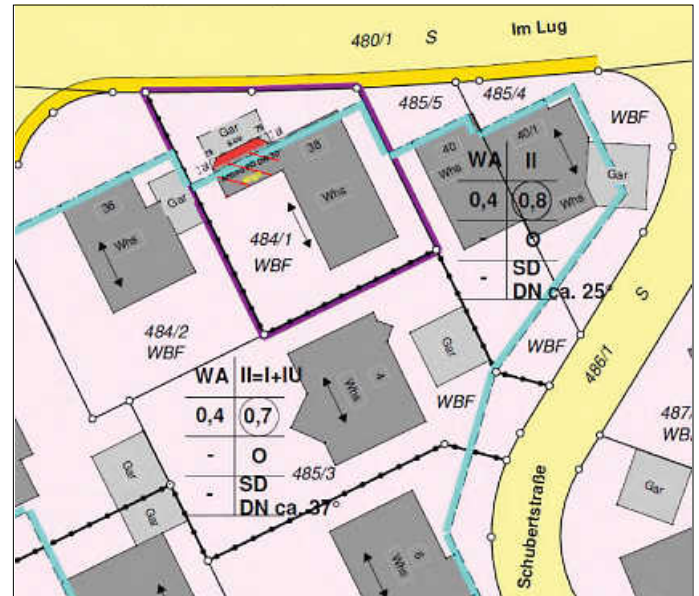 480/1 S Im Lug
485/5 485/4
WBF
Gar
38
Whs
40
Whs
40/1
Whs
Gar
WA II
0,4 0,8
- O
- SD
DN ca. 25°
36
Whs
Gar
484/1
WBF
484/2
WBF
Gar
WBF
486/1 S
WA II=I+IU
0,4 0,7
- O
- SD
DN ca. 37°
4
Whs
WBF
485/3
487/
WB
Gar
Gar
Gar
6
Whs
Schubertstraße